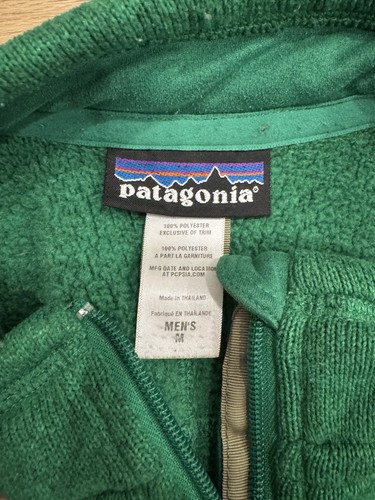 patagonia®
100% POLYESTER
EXCLUSIVE OF TRIM
100% POLYESTER
A PART LA GARNITURE
MFG DATE AND LOCATION
AT PCPSIA.COM
Made in THAILAND
Fabriqué EN THAÏLANDE
MEN'S
M